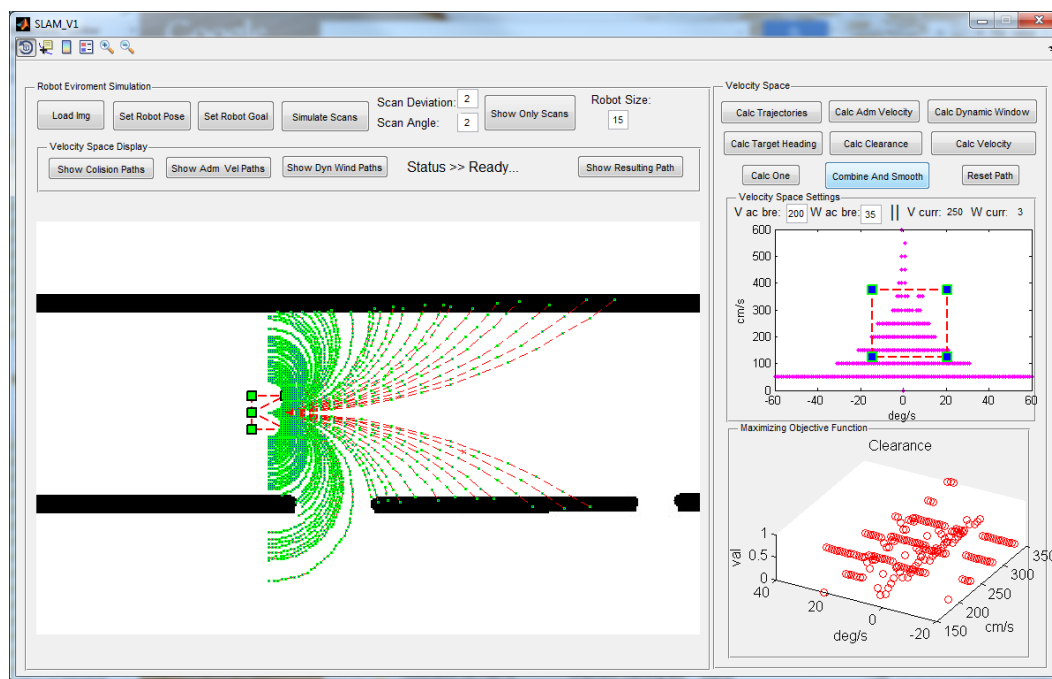 SLAM_V1
Robot Eviroment Simulation
Load Img
Set Robot Pose
Set Robot Goal
Simulate Scans
Scan Deviation: 2
Scan Angle: 2
Show Only Scans
Robot Size:
15
Velocity Space Display
Show Colision Paths
Show Adm Vel Paths
Show Dyn Wind Paths
Status >> Ready...
Show Resulting Path
Velocity Space
Calc Trajectories
Calc Adm Velocity
Calc Dynamic Window
Calc Target Heading
Calc Clearance
Calc Velocity
Calc One
Combine And Smooth
Reset Path
Velocity Space Settings
V ac bre: 200 W ac bre: 35 || V curr: 250 W curr: 3
600
500
400
300
200
100
0
cm/s
-60 -40 -20 0 20 40 60
deg/s
Maximizing Objective Function
Clearance
1
0.5
0
val
40 20 0 -20
deg/s
150 200 250 300 350
cm/s